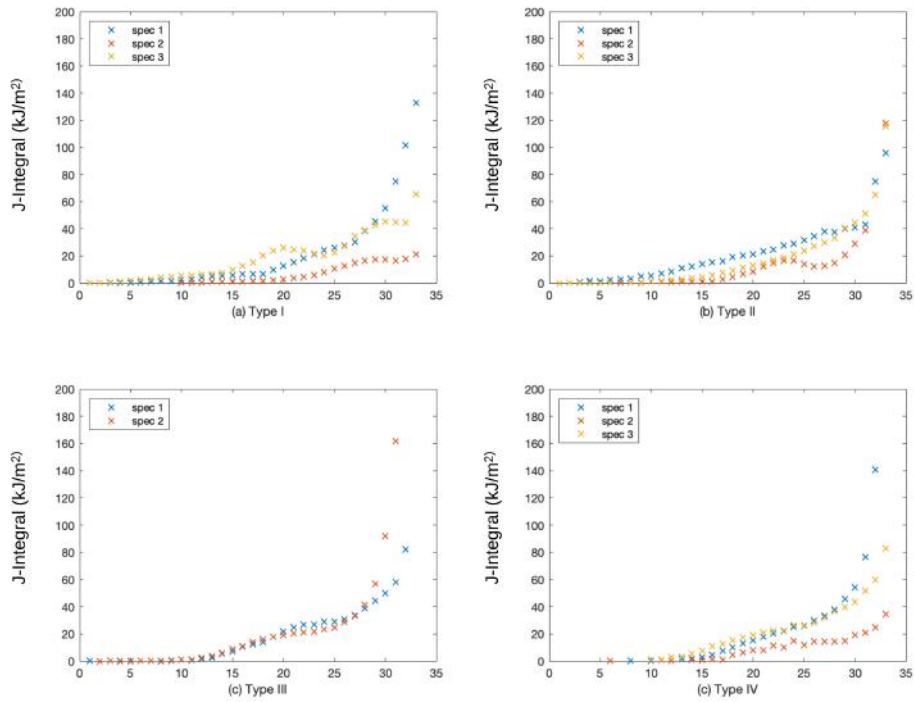 200
180
160
140
120
100
80
60
40
20
0
J-Integral (kJ/m²)
spec 1
spec 2
spec 3
0 5 10 15 20 25 30 35
(a) Type I
200
180
160
140
120
100
80
60
40
20
0
J-Integral (kJ/m²)
spec 1
spec 2
spec 3
0 5 10 15 20 25 30 35
(b) Type II
200
180
160
140
120
100
80
60
40
20
0
J-Integral (kJ/m²)
spec 1
spec 2
0 5 10 15 20 25 30 35
(c) Type III
200
180
160
140
120
100
80
60
40
20
0
J-Integral (kJ/m²)
spec 1
spec 2
spec 3
0 5 10 15 20 25 30 35
(c) Type IV